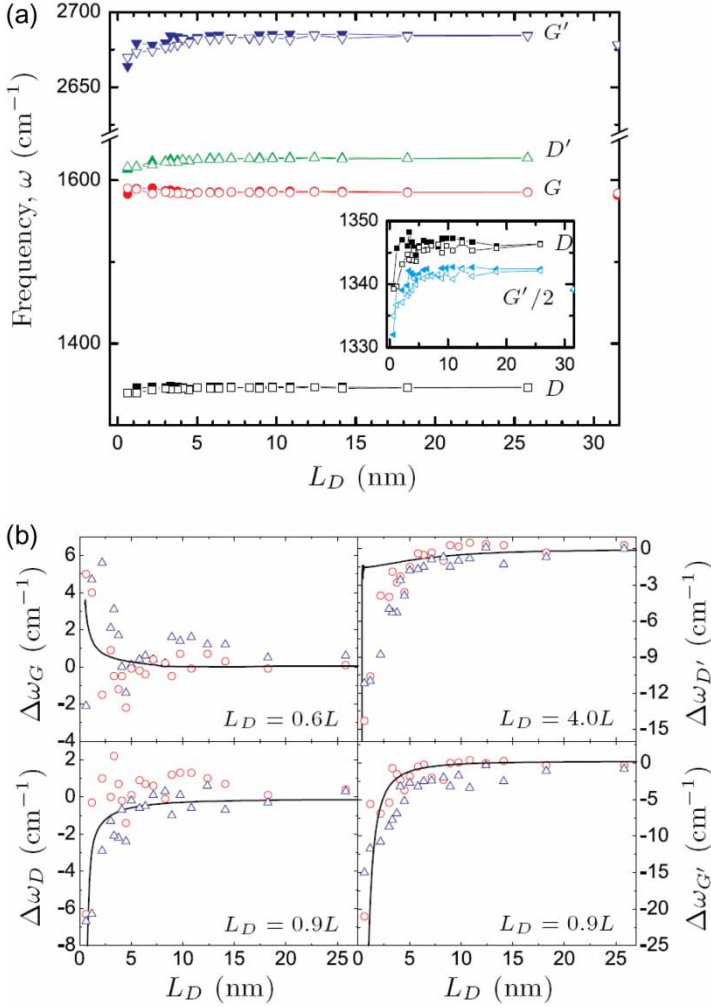 (a)
2700
2650
1600
1400
Frequency, ω (cm⁻¹)
G′
D′
G
D
1350
1340
1330
D
G′/2
0 5 10 15 20 25 30
0 5 10 15 20 25 30
L_D (nm)
(b)
6
4
2
0
-2
-4
Δω_G (cm⁻¹)
L_D = 0.6L
0
-3
-6
-9
-12
-15
Δω_D′ (cm⁻¹)
L_D = 4.0L
2
0
-2
-4
-6
-8
Δω_D (cm⁻¹)
L_D = 0.9L
0
-5
-10
-15
-20
-25
Δω_G′ (cm⁻¹)
L_D = 0.9L
0 5 10 15 20 25
0 5 10 15 20 25
L_D (nm)
L_D (nm)